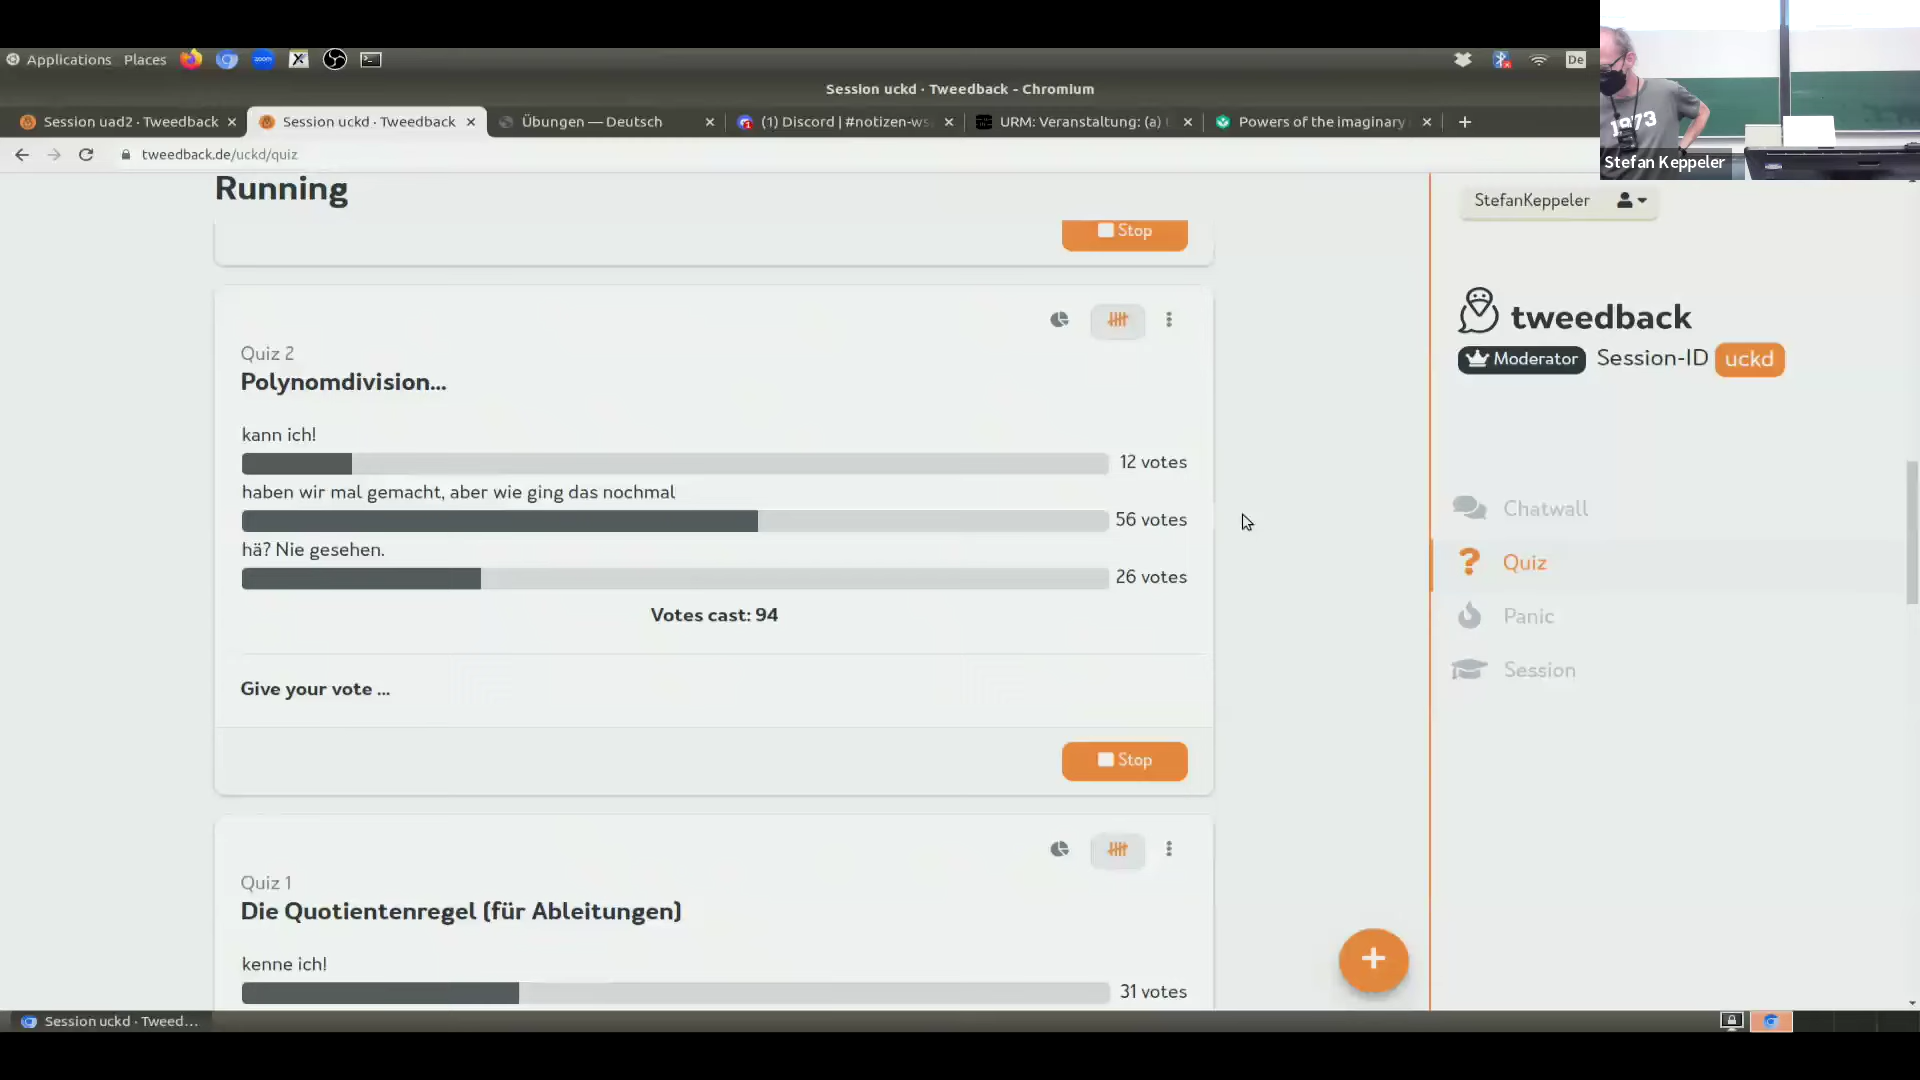 Applications Places zoom De
Session uckd · Tweedback - Chromium
Session uad2 · Tweedback
Session uckd · Tweedback
Übungen — Deutsch
(1) Discord | #notizen-ws
URM: Veranstaltung: (a)
Powers of the imaginary
tweedback.de/uckd/quiz
1973
Stefan Keppeler
Running
Stop
StefanKeppeler
tweedback
Moderator Session-ID uckd
Quiz 2
Polynomdivision...
kann ich!
12 votes
haben wir mal gemacht, aber wie ging das nochmal
56 votes
hä? Nie gesehen.
26 votes
Votes cast: 94
Give your vote ...
Stop
Chatwall
Quiz
Panic
Session
Quiz 1
Die Quotientenregel (für Ableitungen)
kenne ich!
31 votes
Session uckd · Tweed...